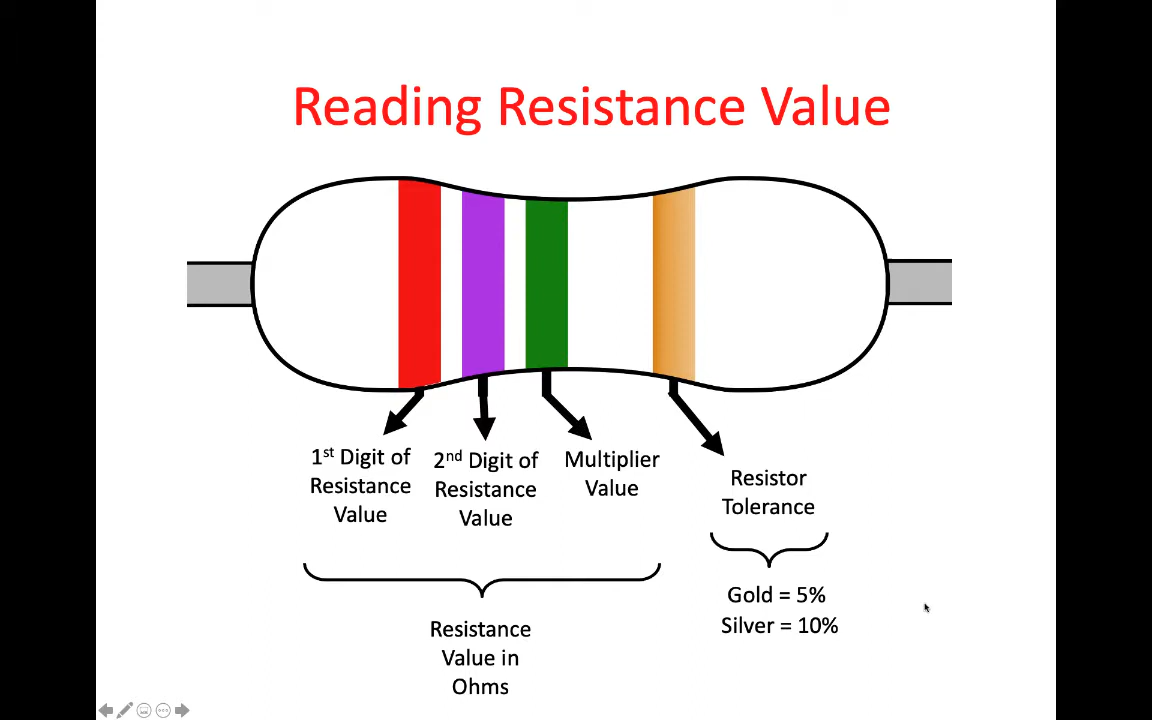 Reading Resistance Value
1st Digit of
Resistance
Value
2nd Digit of
Resistance
Value
Multiplier
Value
Resistor
Tolerance
Resistance
Value in
Ohms
Gold = 5%
Silver = 10%